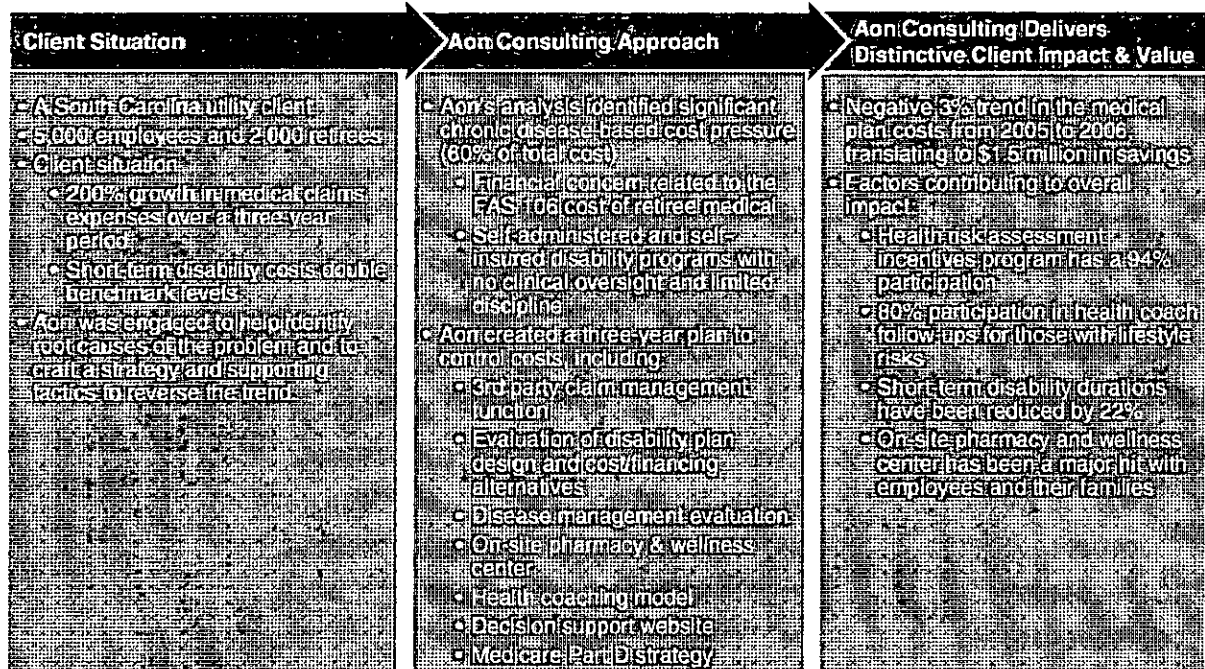 Client Situation
Aon Consulting Approach
Aon Consulting Delivers
Distinctive Client Impact & Value
• A South Carolina utility client
• 5,000 employees and 2,000 retirees
• Client situation:
• 200% growth in medical claims
expenses over a three-year
period
• Short-term disability costs double
benchmark levels
• Aon was engaged to help identify
root causes of the problem and to
craft a strategy and supporting
tactics to reverse the trend.
• Aon's analysis identified significant
chronic disease-based cost pressure
(60% of total cost)
• Financial concern related to the
FAS 106 cost of retiree medical
• Self-administered and self-
insured disability programs with
no clinical oversight and limited
discipline
• Aon created a three-year plan to
control costs, including:
• 3rd party claim management
function
• Evaluation of disability plan
design and cost/financing
alternatives
• Disease management evaluation
• On-site pharmacy & wellness
center
• Health coaching model
• Decision support website
• Medicare Part D strategy
• Negative 3% trend in the medical
plan costs from 2005 to 2006
translating to $1.5 million in savings
• Factors contributing to overall
impact:
• Health risk assessment
incentives program has a 94%
participation
• 80% participation in health coach
follow-ups for those with lifestyle
risks
• Short term disability durations
have been reduced by 22%
• On-site pharmacy and wellness
center has been a major hit with
employees and their families